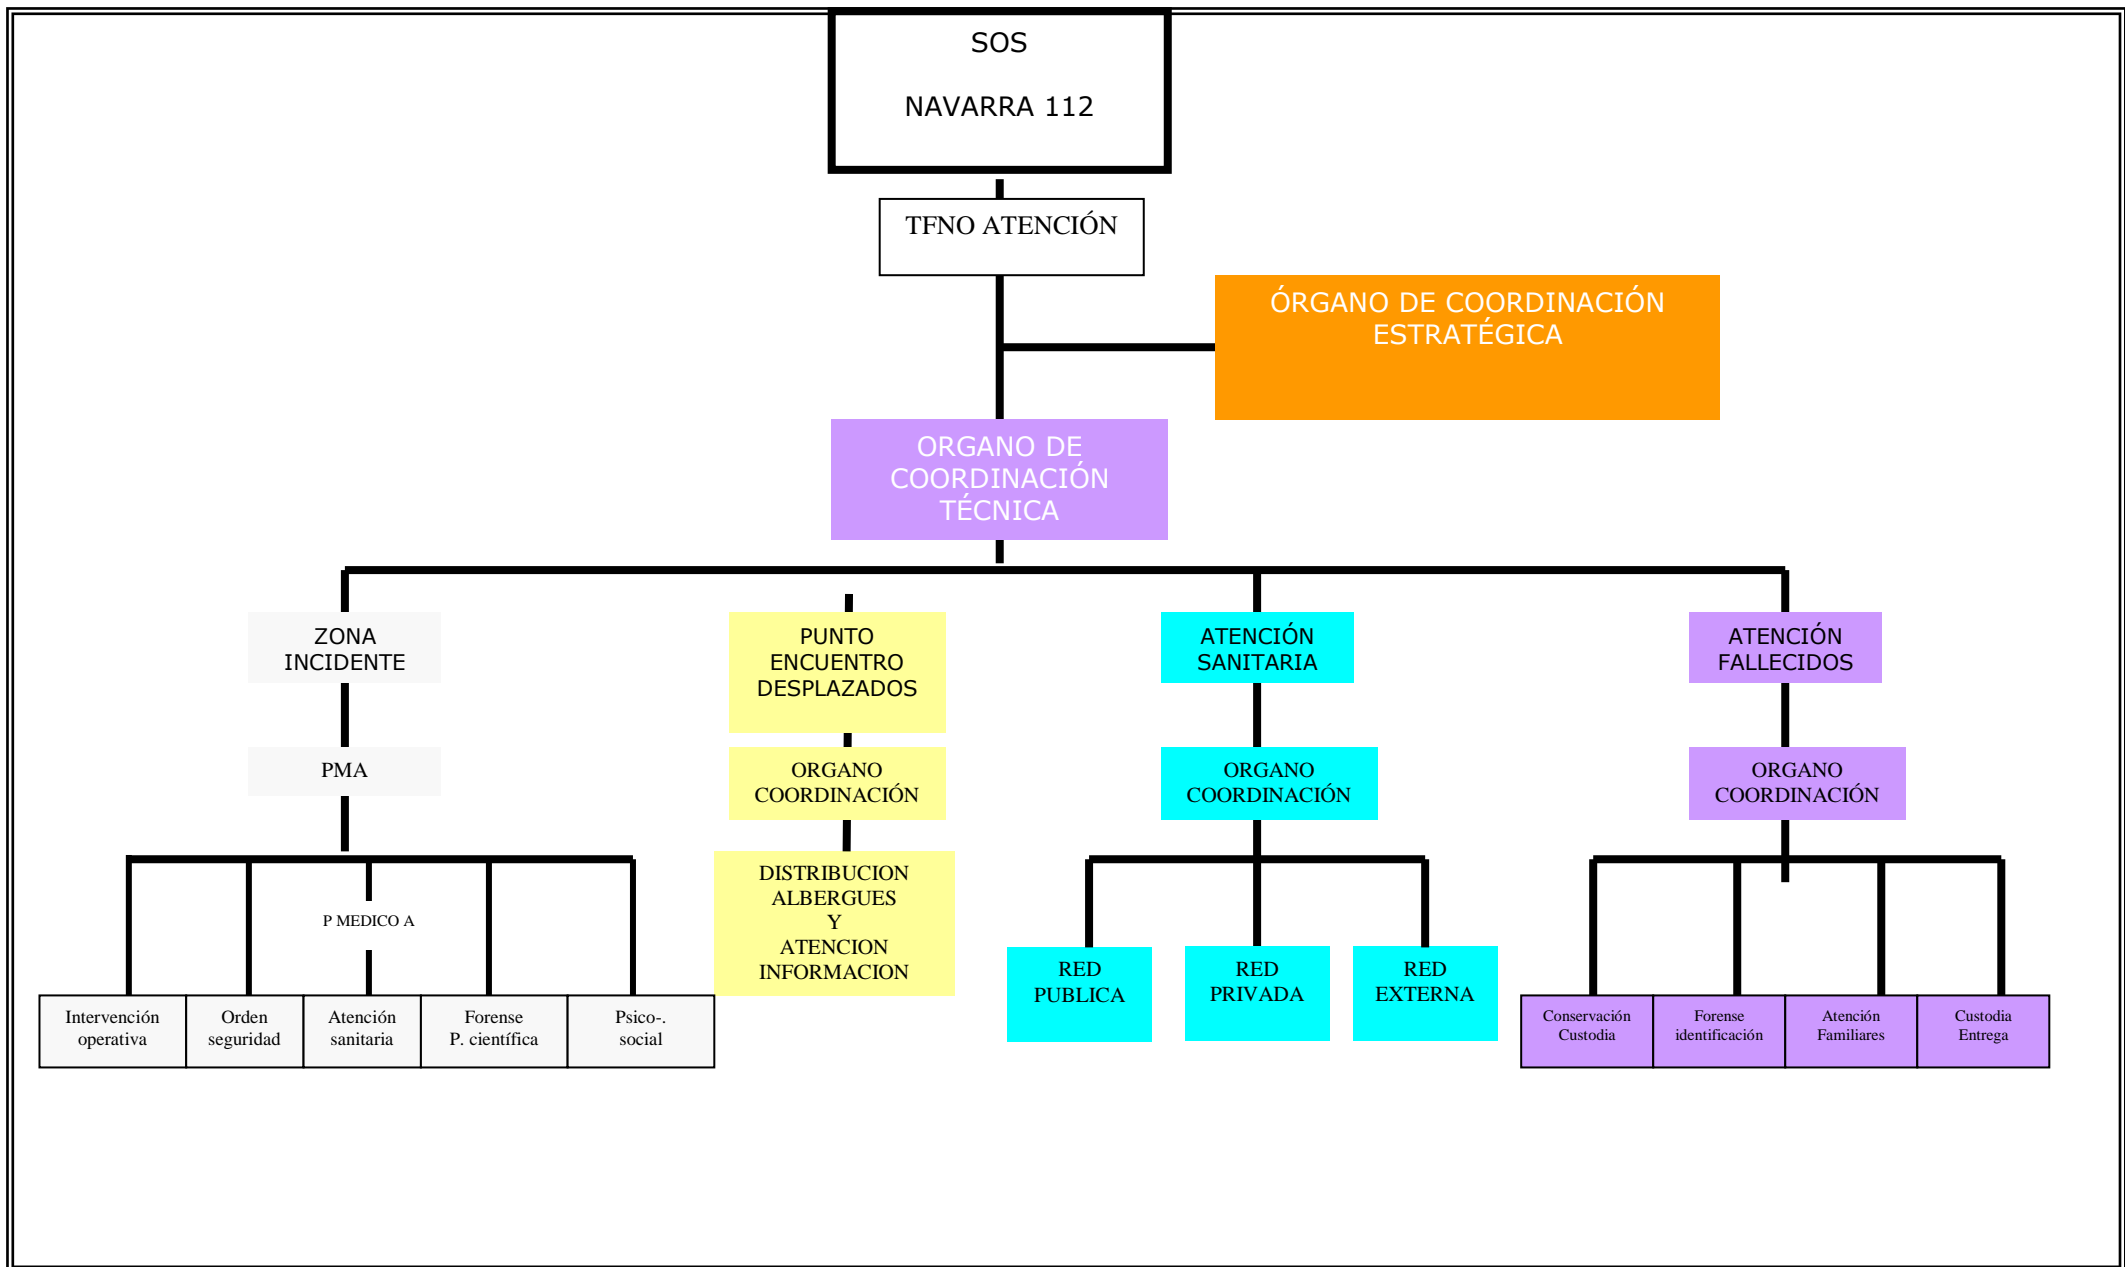 SOS
NAVARRA 112
TFNO ATENCIÓN
ÓRGANO DE COORDINACIÓN
ESTRATÉGICA
ORGANO DE
COORDINACIÓN
TÉCNICA
ZONA
INCIDENTE
PUNTO
ENCUENTRO
DESPLAZADOS
ATENCIÓN
SANITARIA
ATENCIÓN
FALLECIDOS
PMA
ORGANO
COORDINACIÓN
ORGANO
COORDINACIÓN
ORGANO
COORDINACIÓN
P MEDICO A
DISTRIBUCION
ALBERGUES
Y
ATENCION
INFORMACION
RED
PUBLICA
RED
PRIVADA
RED
EXTERNA
Intervención
operativa
Orden
seguridad
Atención
sanitaria
Forense
P. científica
Psico-.
social
Conservación
Custodia
Forense
identificación
Atención
Familiares
Custodia
Entrega